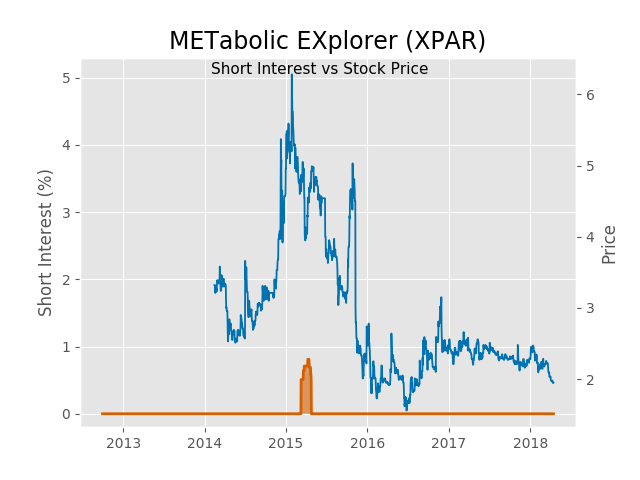 METabolic EXplorer (XPAR)
Short Interest vs Stock Price
Short Interest (%)
5
4
3
2
1
0
6
5
4
3
2
Price
2013 2014 2015 2016 2017 2018